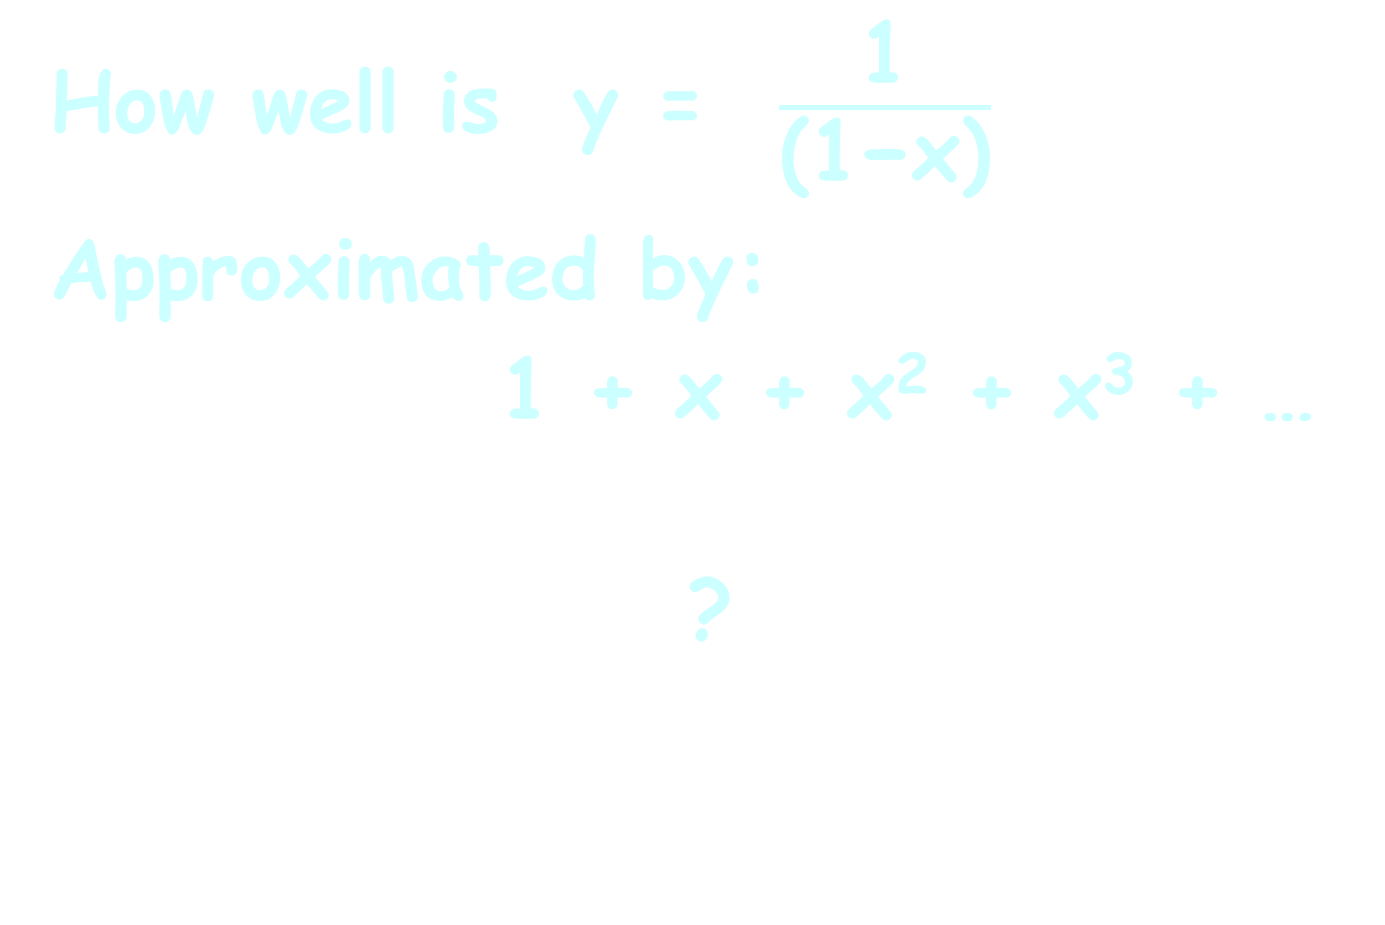 How well is y = 1/(1-x)
Approximated by:
1 + x + x² + x³ + …
?